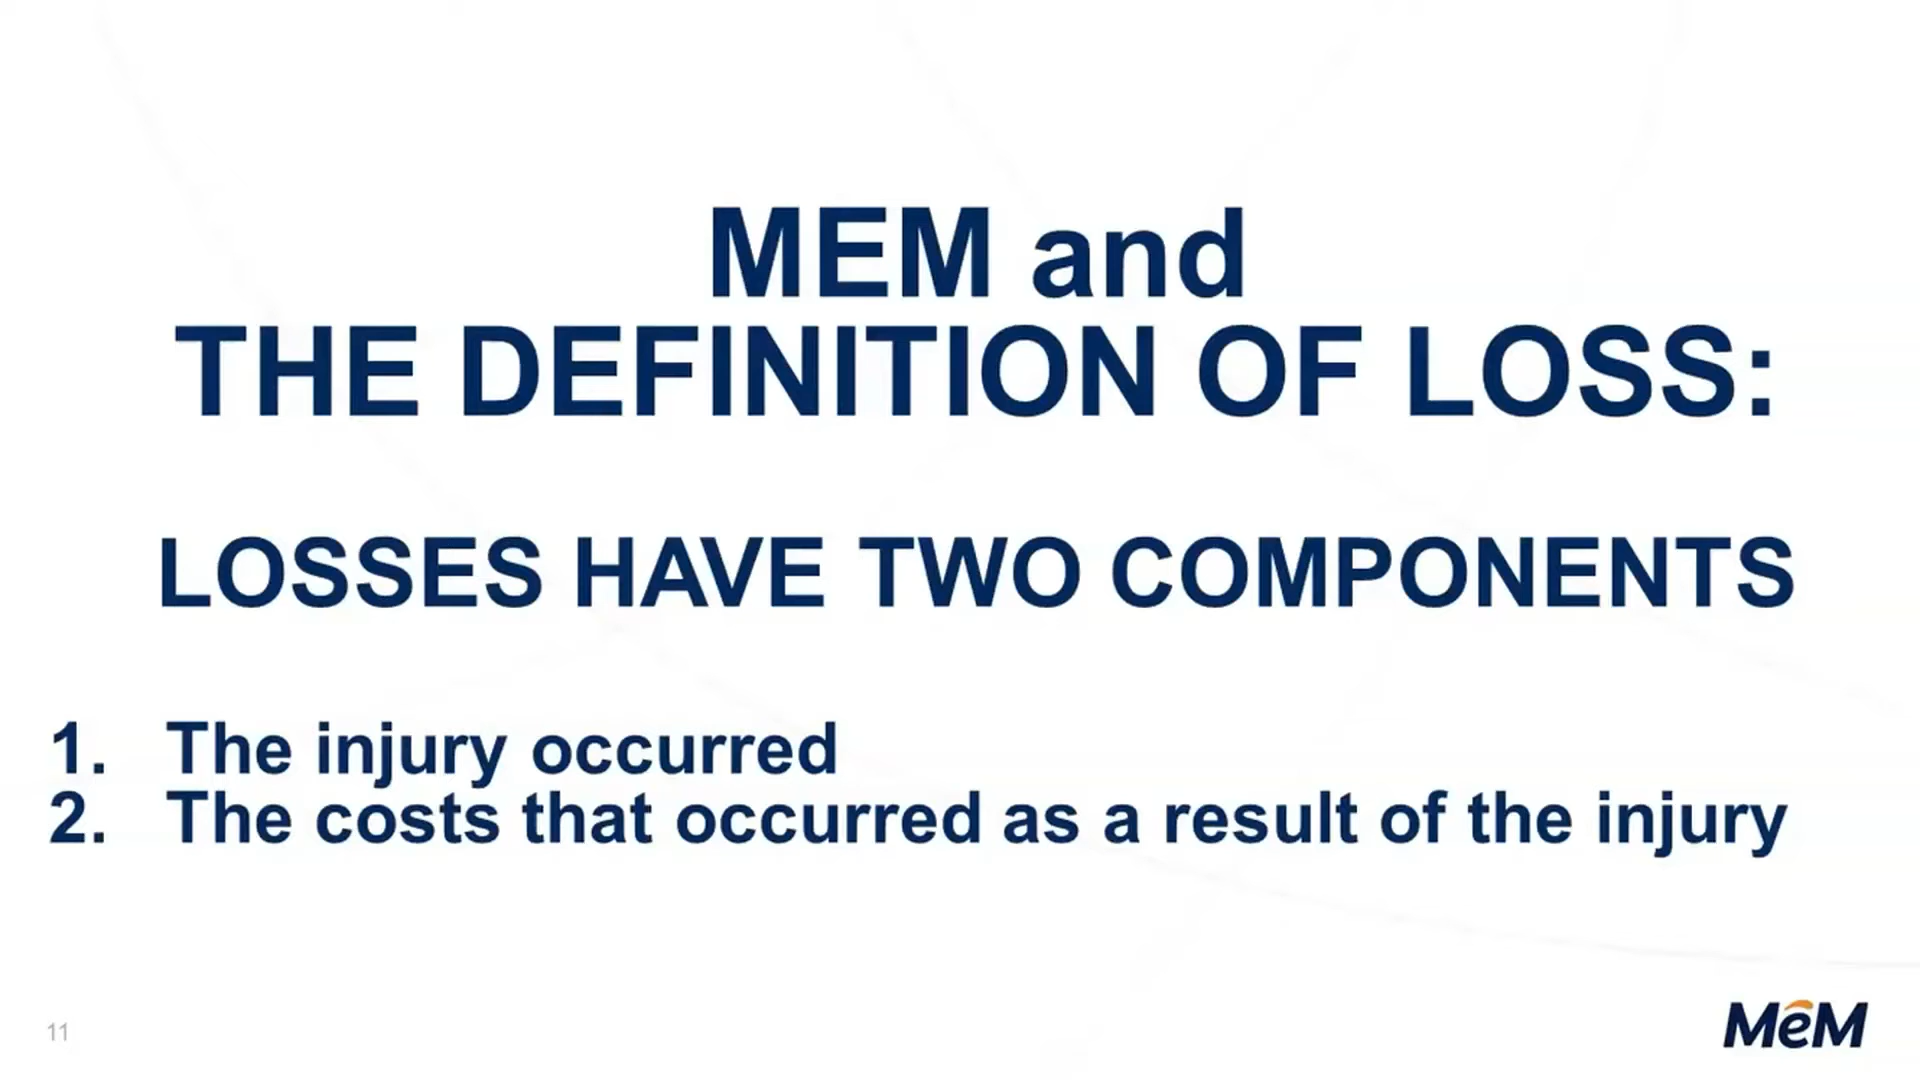 MEM and
THE DEFINITION OF LOSS:
LOSSES HAVE TWO COMPONENTS
1. The injury occurred
2. The costs that occurred as a result of the injury
11
MeM